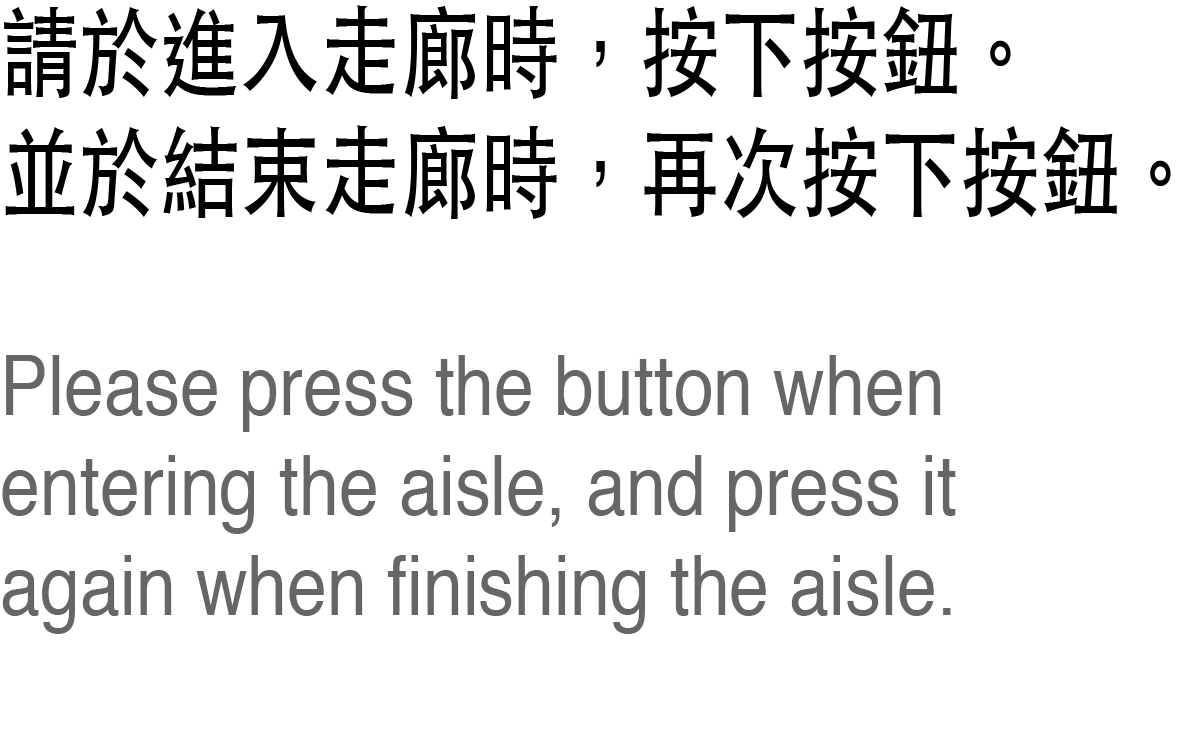 請於進入走廊時，按下按鈕。
並於結束走廊時，再次按下按鈕。
Please press the button when
entering the aisle, and press it
again when finishing the aisle.